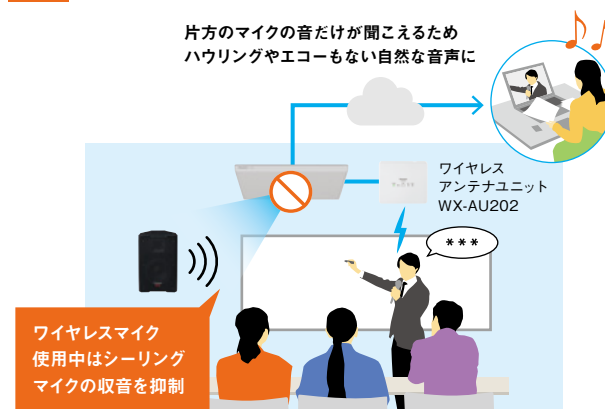 片方のマイクの音だけが聞こえるため
ハウリングやエコーもない自然な音声に
ワイヤレス
アンテナユニット
WX-AU202
***
ワイヤレスマイク
使用中はシーリング
マイクの収音を抑制